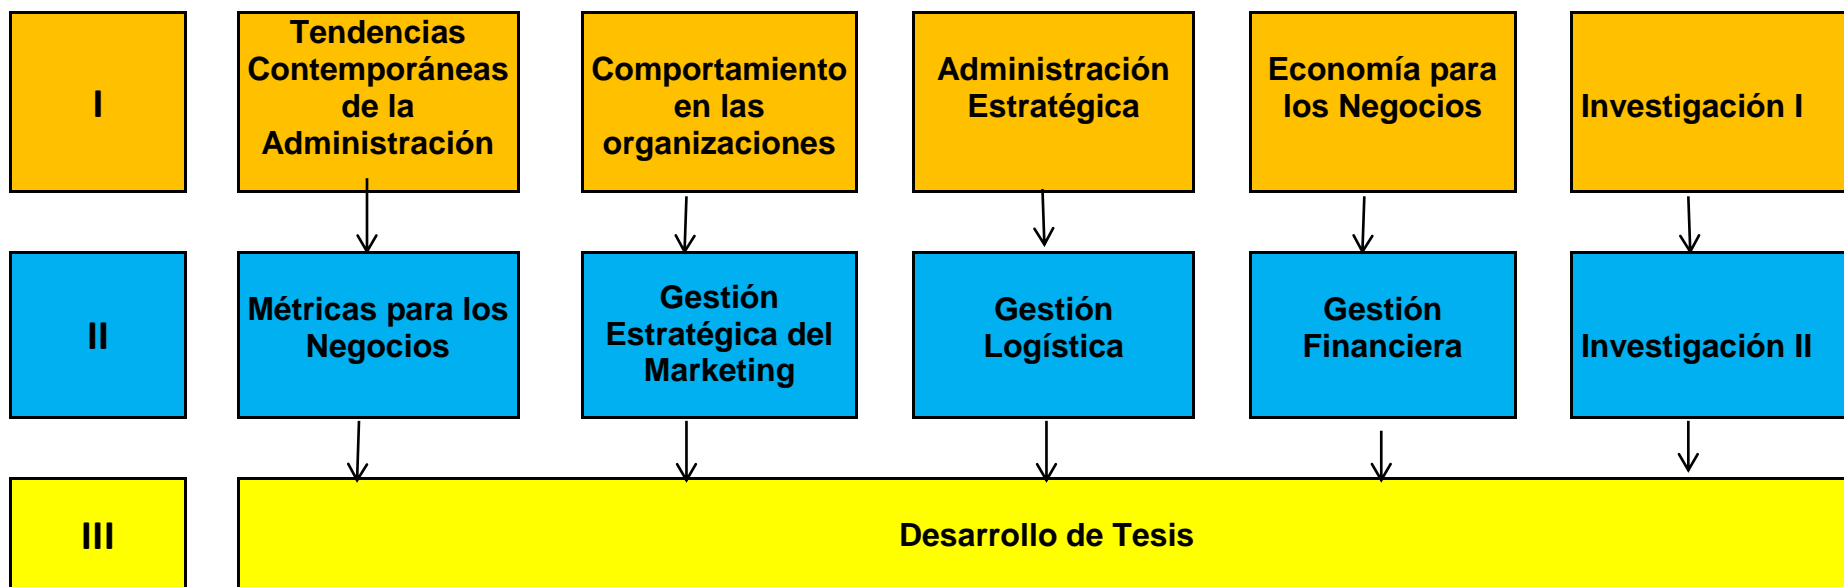 I
Tendencias
Contemporáneas
de la
Administración
Comportamiento
en las
organizaciones
Administración
Estratégica
Economía para
los Negocios
Investigación I
II
Métricas para los
Negocios
Gestión
Estratégica del
Marketing
Gestión
Logística
Gestión
Financiera
Investigación II
III
Desarrollo de Tesis